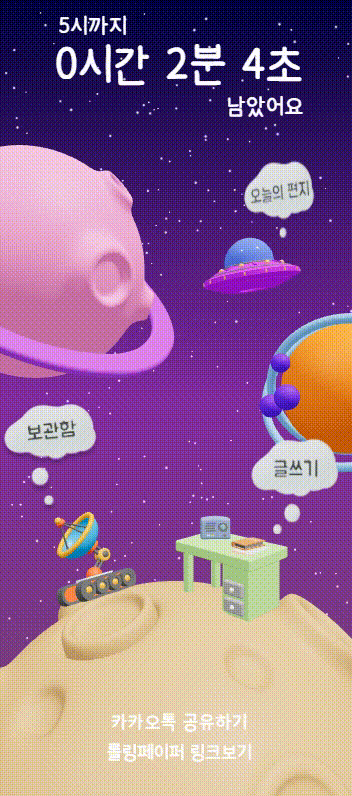 5시까지
0시간 2분 4초
남았어요
오늘의 편지
보관함
글쓰기
카카오톡 공유하기
롤링페이퍼 링크보기